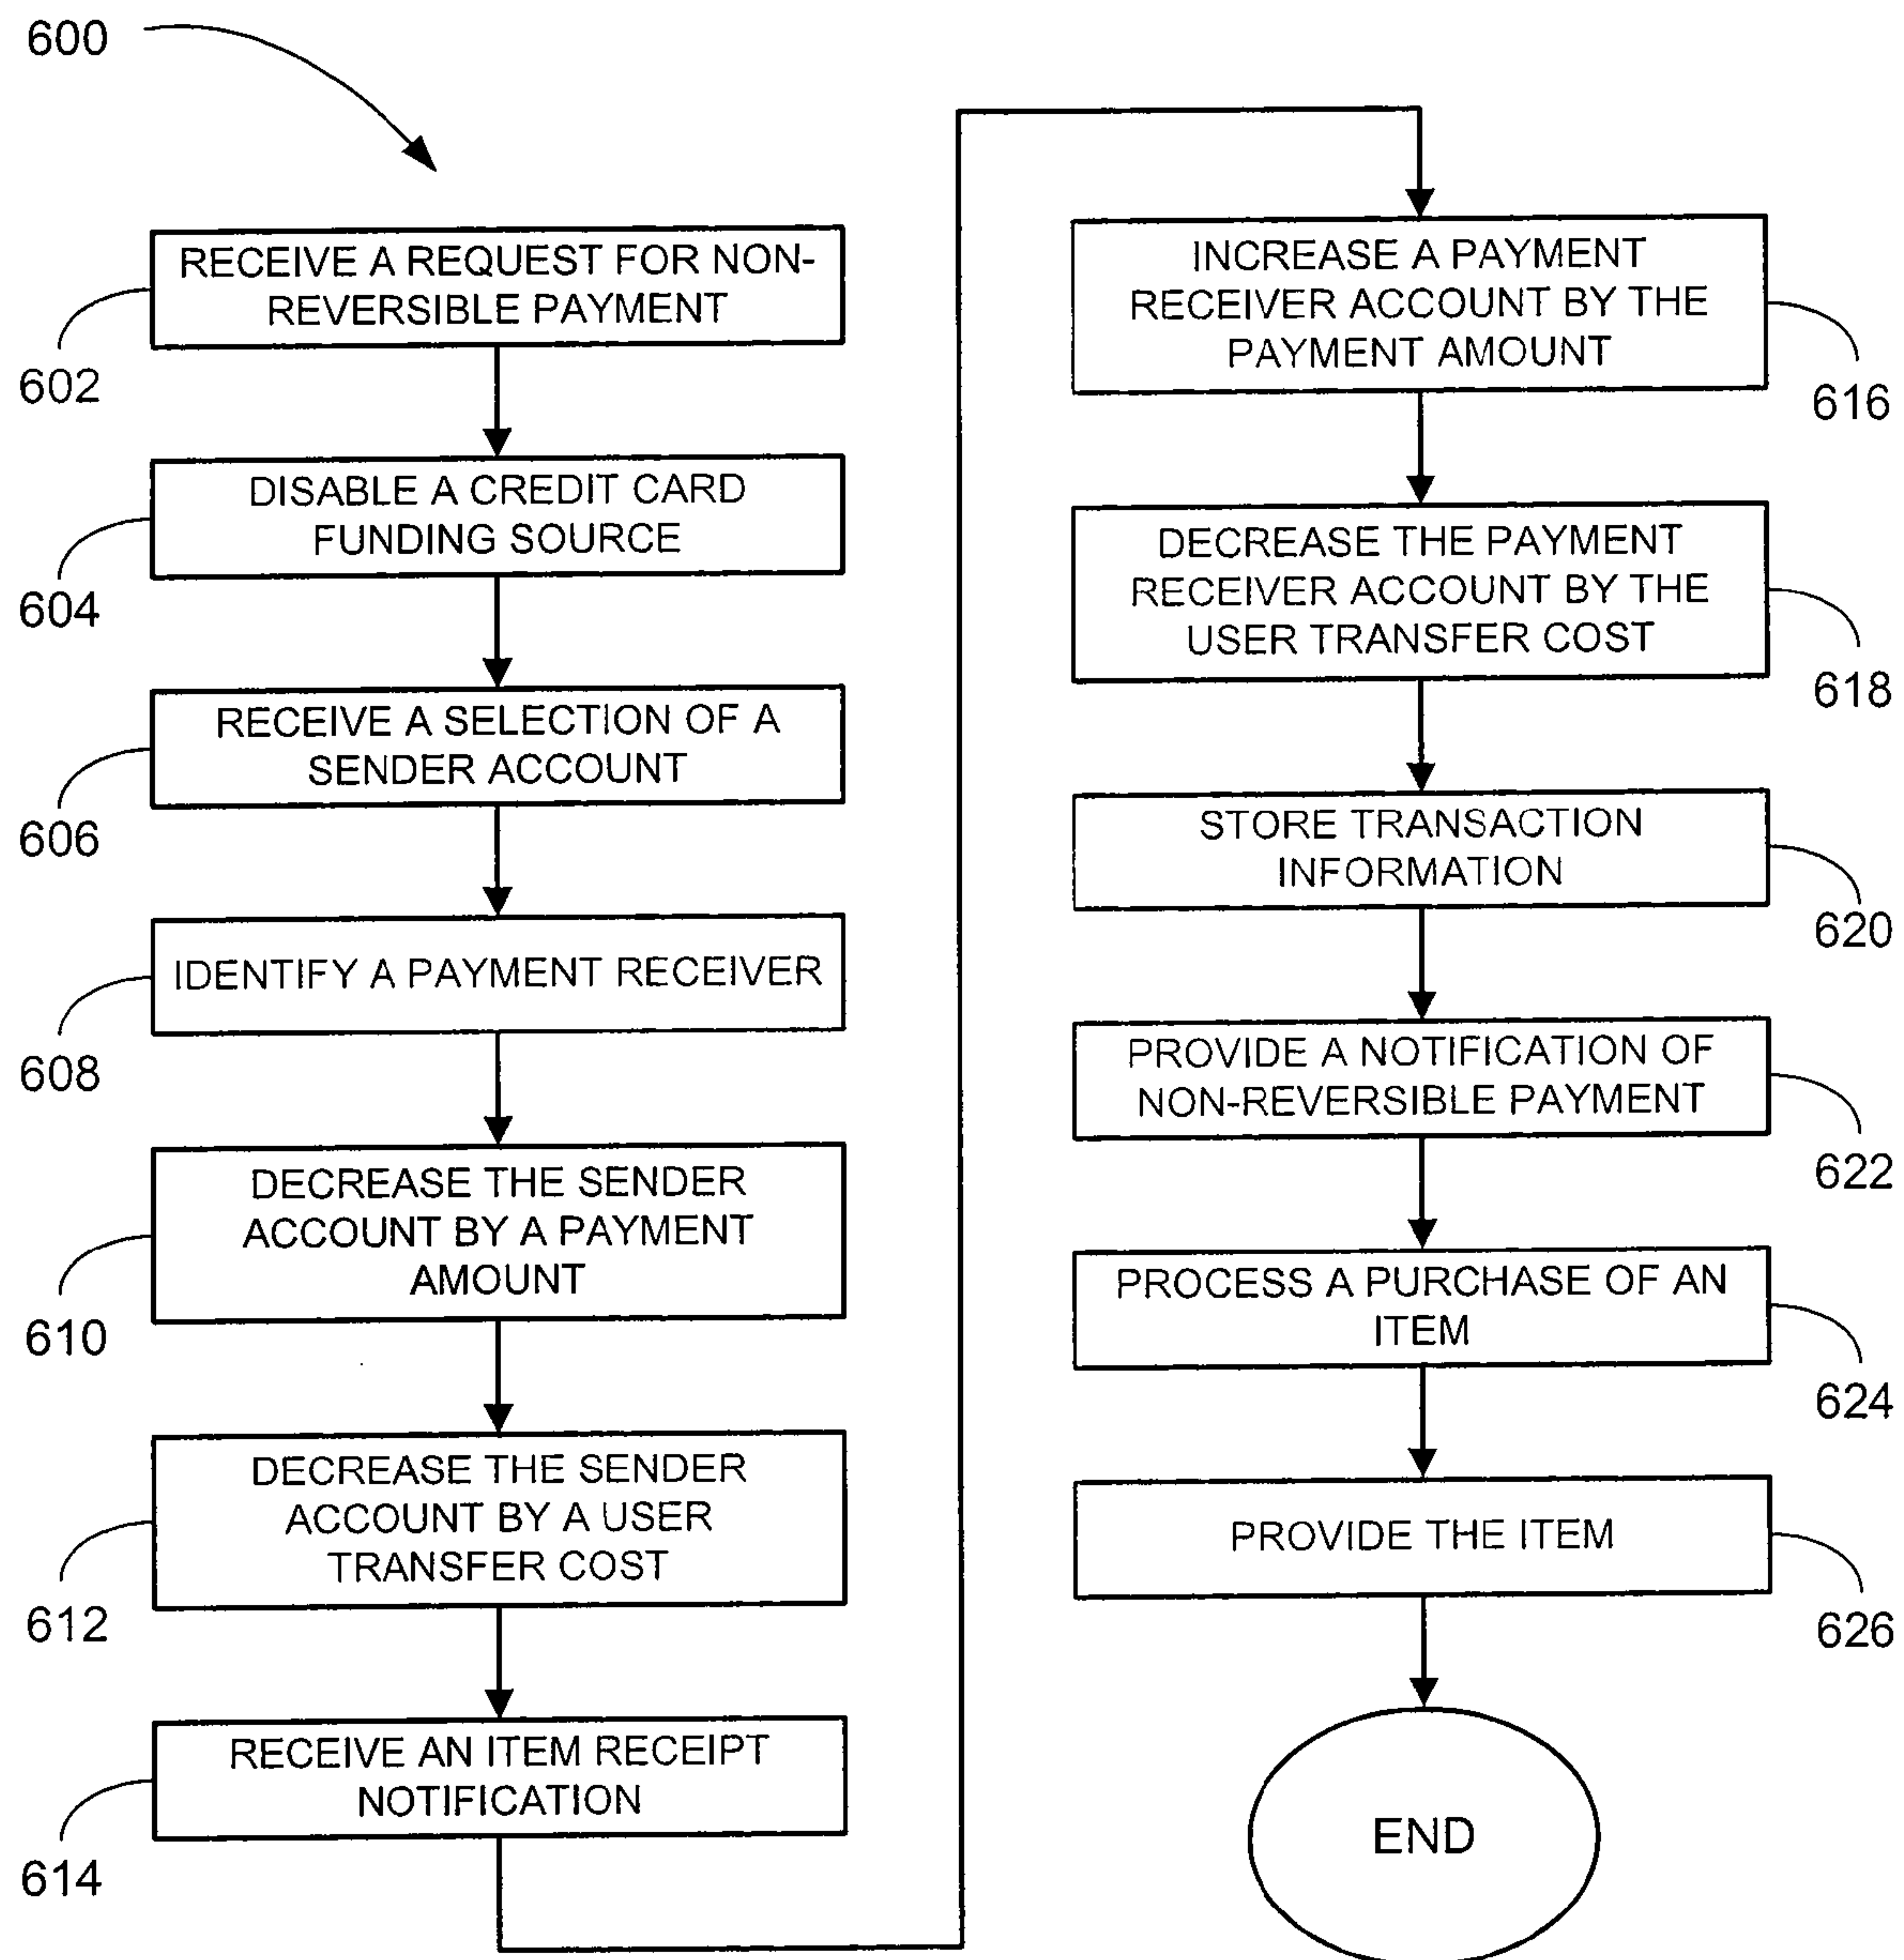 600
RECEIVE A REQUEST FOR NON-
REVERSIBLE PAYMENT
602
DISABLE A CREDIT CARD
FUNDING SOURCE
604
RECEIVE A SELECTION OF A
SENDER ACCOUNT
606
IDENTIFY A PAYMENT RECEIVER
608
DECREASE THE SENDER
ACCOUNT BY A PAYMENT
AMOUNT
610
DECREASE THE SENDER
ACCOUNT BY A USER
TRANSFER COST
612
RECEIVE AN ITEM RECEIPT
NOTIFICATION
614
INCREASE A PAYMENT
RECEIVER ACCOUNT BY THE
PAYMENT AMOUNT
616
DECREASE THE PAYMENT
RECEIVER ACCOUNT BY THE
USER TRANSFER COST
618
STORE TRANSACTION
INFORMATION
620
PROVIDE A NOTIFICATION OF
NON-REVERSIBLE PAYMENT
622
PROCESS A PURCHASE OF AN
ITEM
624
PROVIDE THE ITEM
626
END